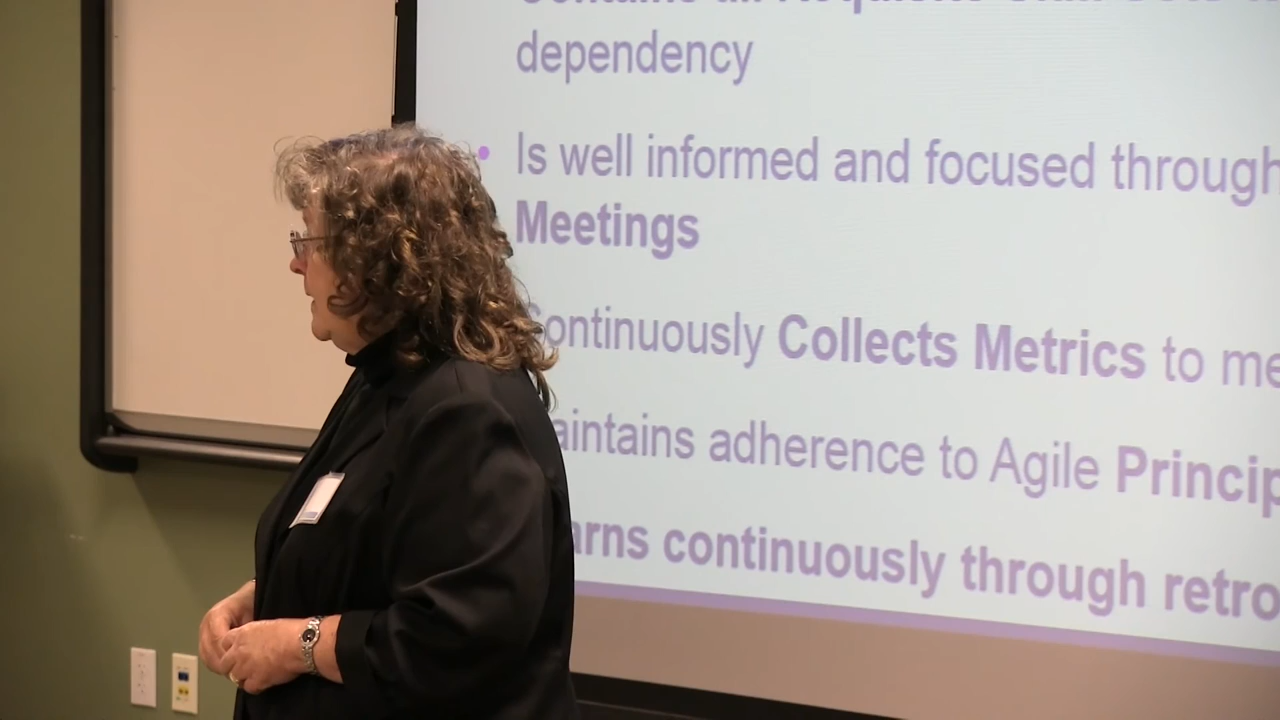 dependency
• Is well informed and focused through
Meetings
ontinuously Collects Metrics to me
aintains adherence to Agile Princip
arns continuously through retro